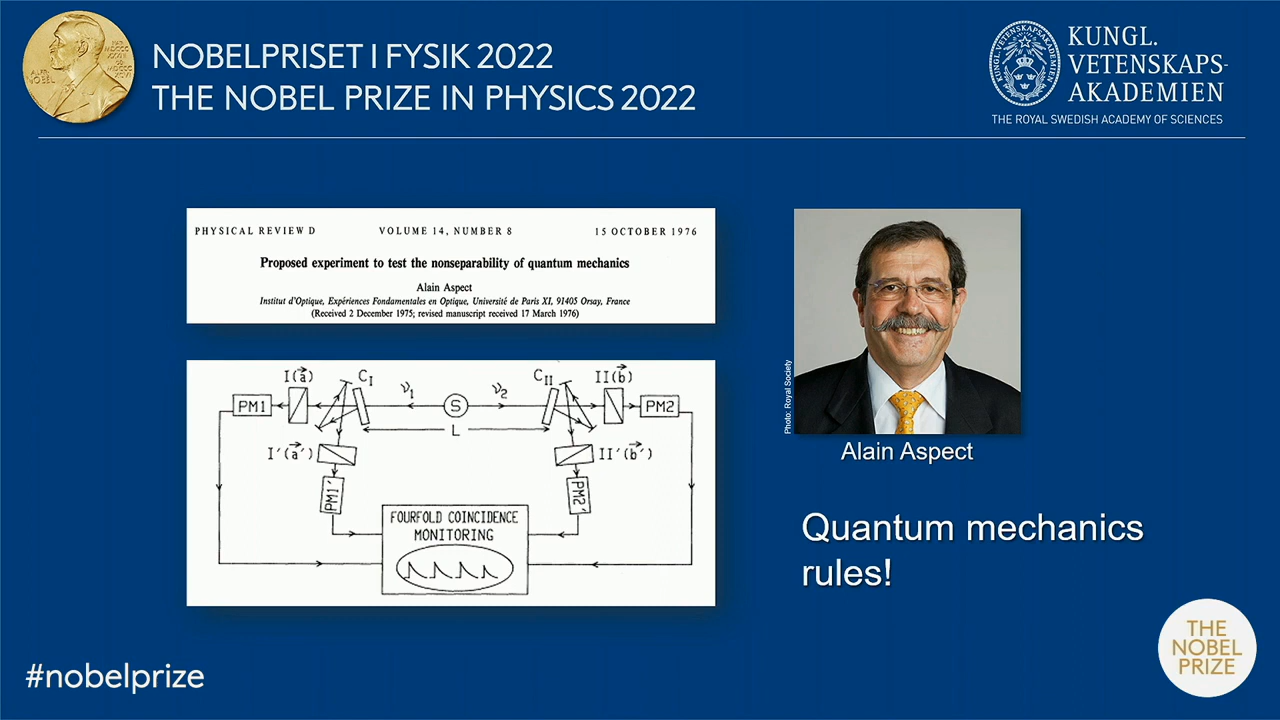 NOBELPRISET I FYSIK 2022
THE NOBEL PRIZE IN PHYSICS 2022
KUNGL.
VETENSKAPS-
AKADEMIEN
THE ROYAL SWEDISH ACADEMY OF SCIENCES
PHYSICAL REVIEW D VOLUME 14, NUMBER 8 15 OCTOBER 1976
Proposed experiment to test the nonseparability of quantum mechanics
Alain Aspect
Institut d'Optique, Expériences Fondamentales en Optique, Université de Paris XI, 91405 Orsay, France
(Received 2 December 1975; revised manuscript received 17 March 1976)
I(a⃗) C_I ν₁ S ν₂ C_II II(b⃗)
PM1 PM2
L
I'(a⃗') II'(b⃗')
PM1' PM2'
FOURFOLD COINCIDENCE
MONITORING
Photo: Royal Society
Alain Aspect
Quantum mechanics
rules!
#nobelprize
THE
NOBEL
PRIZE